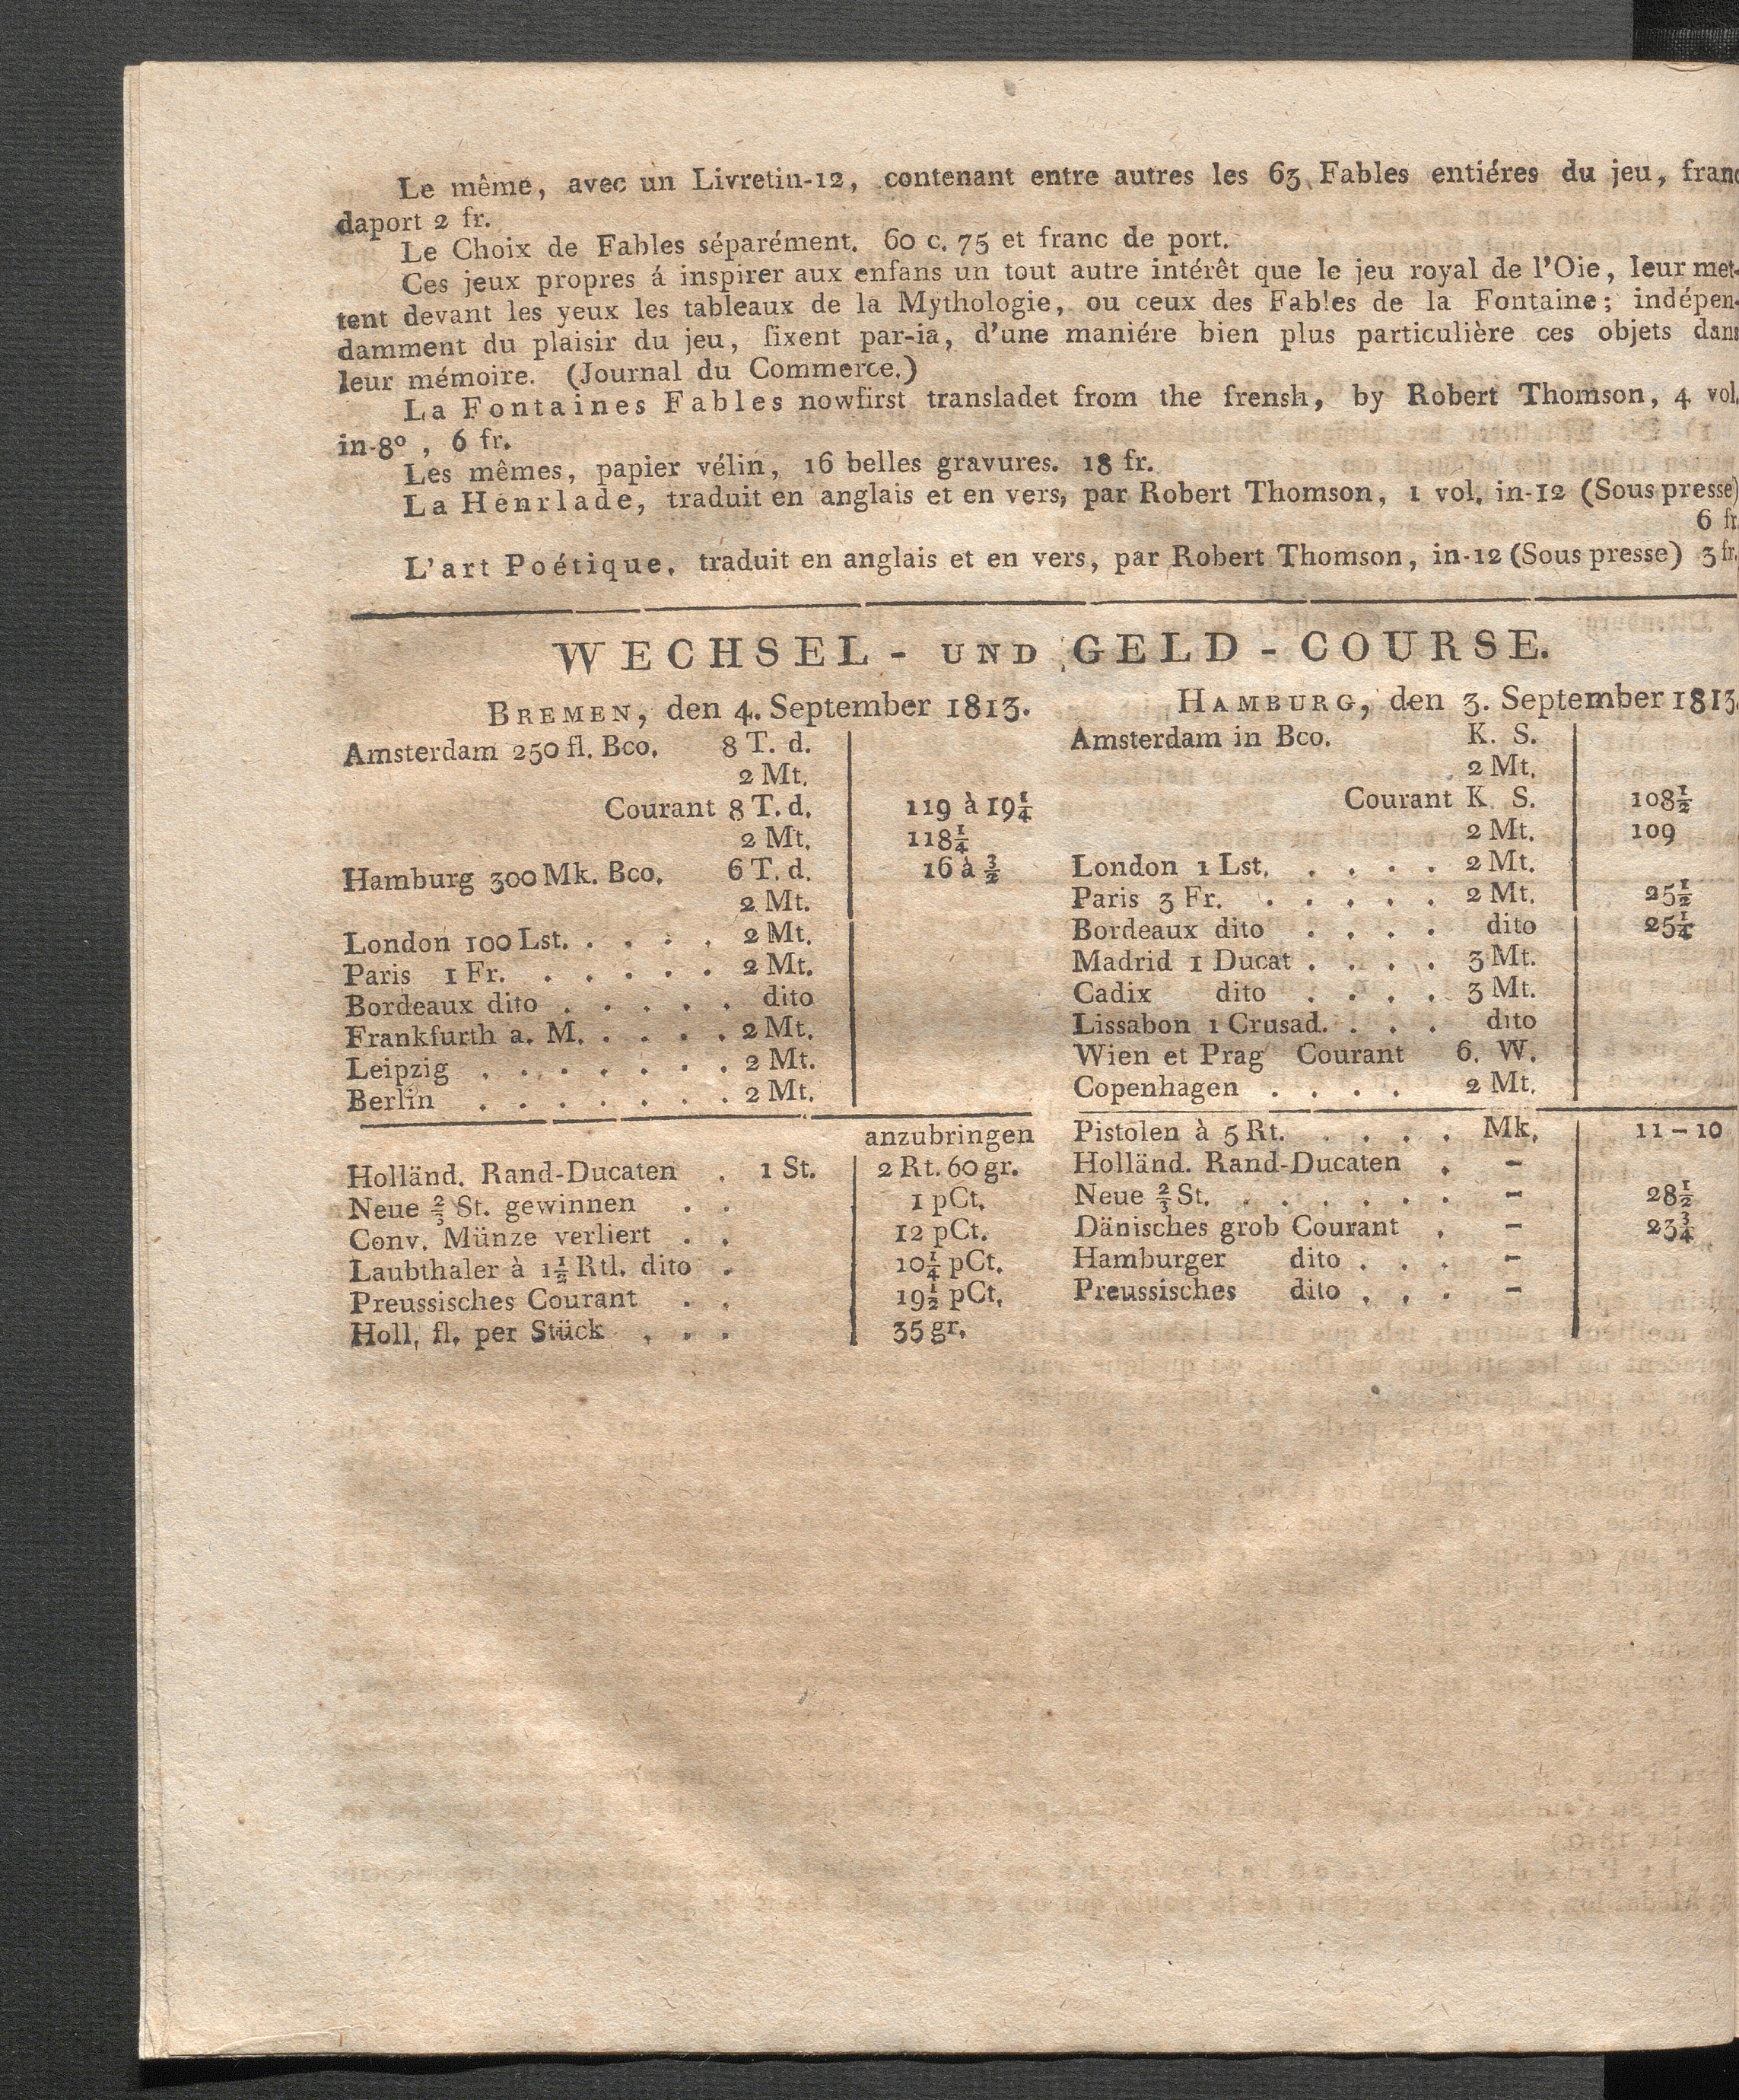 Le même, avec un Livretin-12, contenant entre autres les 63 Fables entiéres du jeu, franc
daport 2 fr.
Le Choix de Fables séparément. 60 c. 75 et franc de port.
Ces jeux propres á inspirer aux enfans un tout autre intérêt que le jeu royal de l'Oie, leur met-
tent devant les yeux les tableaux de la Mythologie, ou ceux des Fables de la Fontaine; indépen-
damment du plaisir du jeu, fixent par-ia, d'une maniére bien plus particulière ces objets dans
leur mémoire. (Journal du Commerce.)
La Fontaines Fables nowfirst transladet from the frensh, by Robert Thomson, 4 vol.
in-8°, 6 fr.
Les mêmes, papier vélin, 16 belles gravures. 18 fr.
La Henrlade, traduit en anglais et en vers, par Robert Thomson, 1 vol. in-12 (Sous presse)
6 fr.
L'art Poétique, traduit en anglais et en vers, par Robert Thomson, in-12 (Sous presse) 3 fr.
WECHSEL- UND GELD-COURSE.
BREMEN, den 4. September 1813.
Amsterdam 250 fl. Bco. 8 T. d.
2 Mt.
Courant 8 T. d. 119 à 19¼
2 Mt. 118¼
Hamburg 300 Mk. Bco. 6 T. d. 16 à 3/2
2 Mt.
London 100 Lst. . . . . 2 Mt.
Paris 1 Fr. . . . . . 2 Mt.
Bordeaux dito . . . . . dito
Frankfurth a. M. . . . . 2 Mt.
Leipzig . . . . . . . 2 Mt.
Berlin . . . . . . . 2 Mt.
anzubringen
Holländ. Rand-Ducaten . 1 St. 2 Rt. 60 gr.
Neue ⅔ St. gewinnen . . 1 pCt.
Conv. Münze verliert . . 12 pCt.
Laubthaler à 1½ Rtl. dito . 10¼ pCt.
Preussisches Courant . . 19½ pCt.
Holl. fl. per Stück . . . 35 gr.
HAMBURG, den 3. September 1813.
Amsterdam in Bco. K. S.
2 Mt.
Courant K. S. 108½
2 Mt. 109
London 1 Lst. . . . . 2 Mt.
Paris 3 Fr. . . . . . 2 Mt. 25½
Bordeaux dito . . . . dito 25¼
Madrid 1 Ducat . . . . 3 Mt.
Cadix dito . . . . 3 Mt.
Lissabon 1 Crusad. . . . dito
Wien et Prag Courant 6. W.
Copenhagen . . . . 2 Mt.
Pistolen à 5 Rt. . . . . Mk. 11-10
Holländ. Rand-Ducaten . -
Neue ⅔ St. . . . . . . - 28½
Dänisches grob Courant . - 23¾
Hamburger dito . . . -
Preussisches dito . . . -